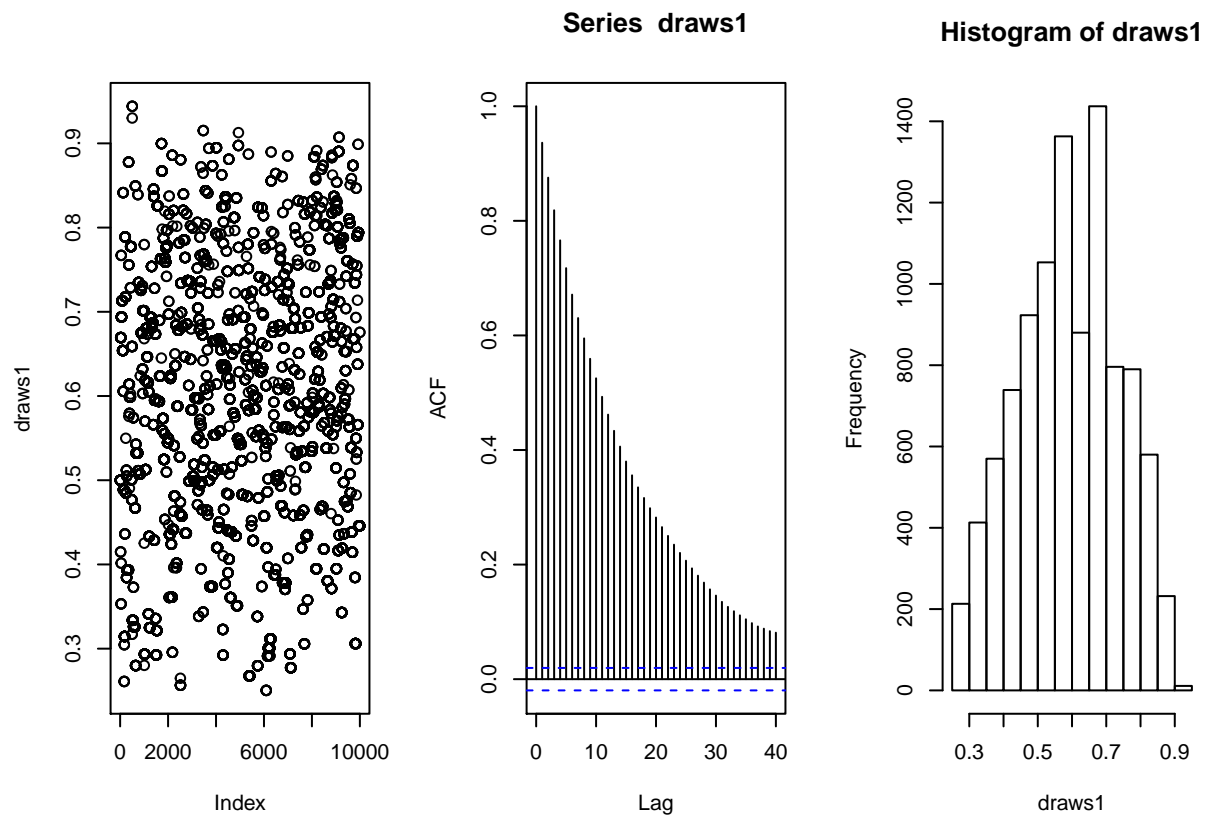 Series draws1
Histogram of draws1
draws1
0.3 0.4 0.5 0.6 0.7 0.8 0.9
0 2000 6000 10000
Index
ACF
0.0 0.2 0.4 0.6 0.8 1.0
0 10 20 30 40
Lag
Frequency
0 200 400 600 800 1000 1200 1400
0.3 0.5 0.7 0.9
draws1